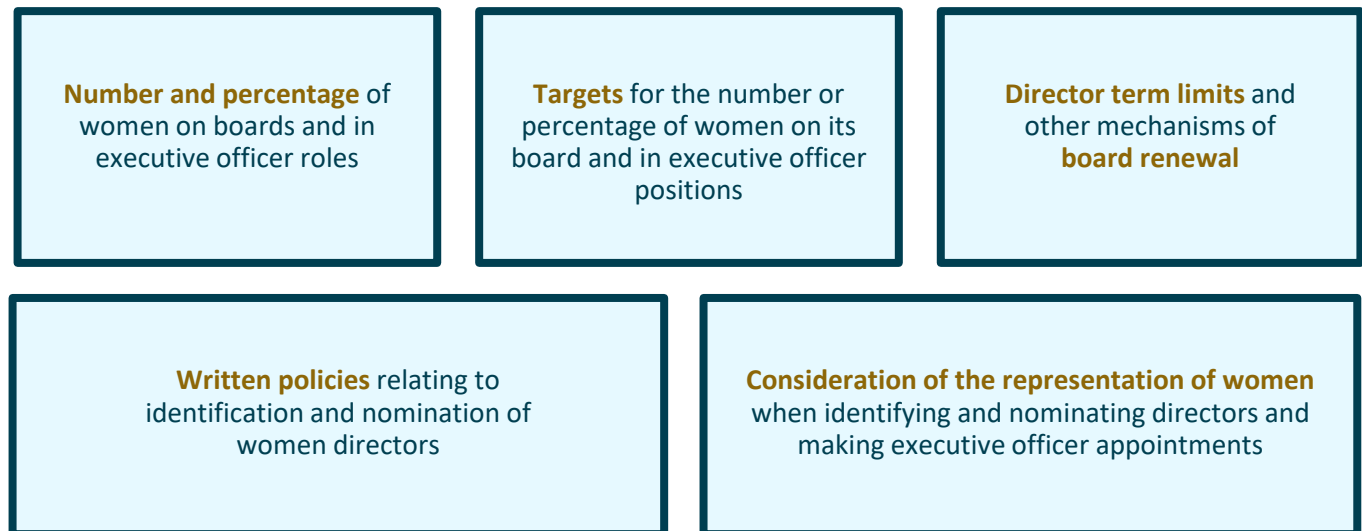 Number and percentage of
women on boards and in
executive officer roles
Targets for the number or
percentage of women on its
board and in executive officer
positions
Director term limits and
other mechanisms of
board renewal
Written policies relating to
identification and nomination of
women directors
Consideration of the representation of women
when identifying and nominating directors and
making executive officer appointments